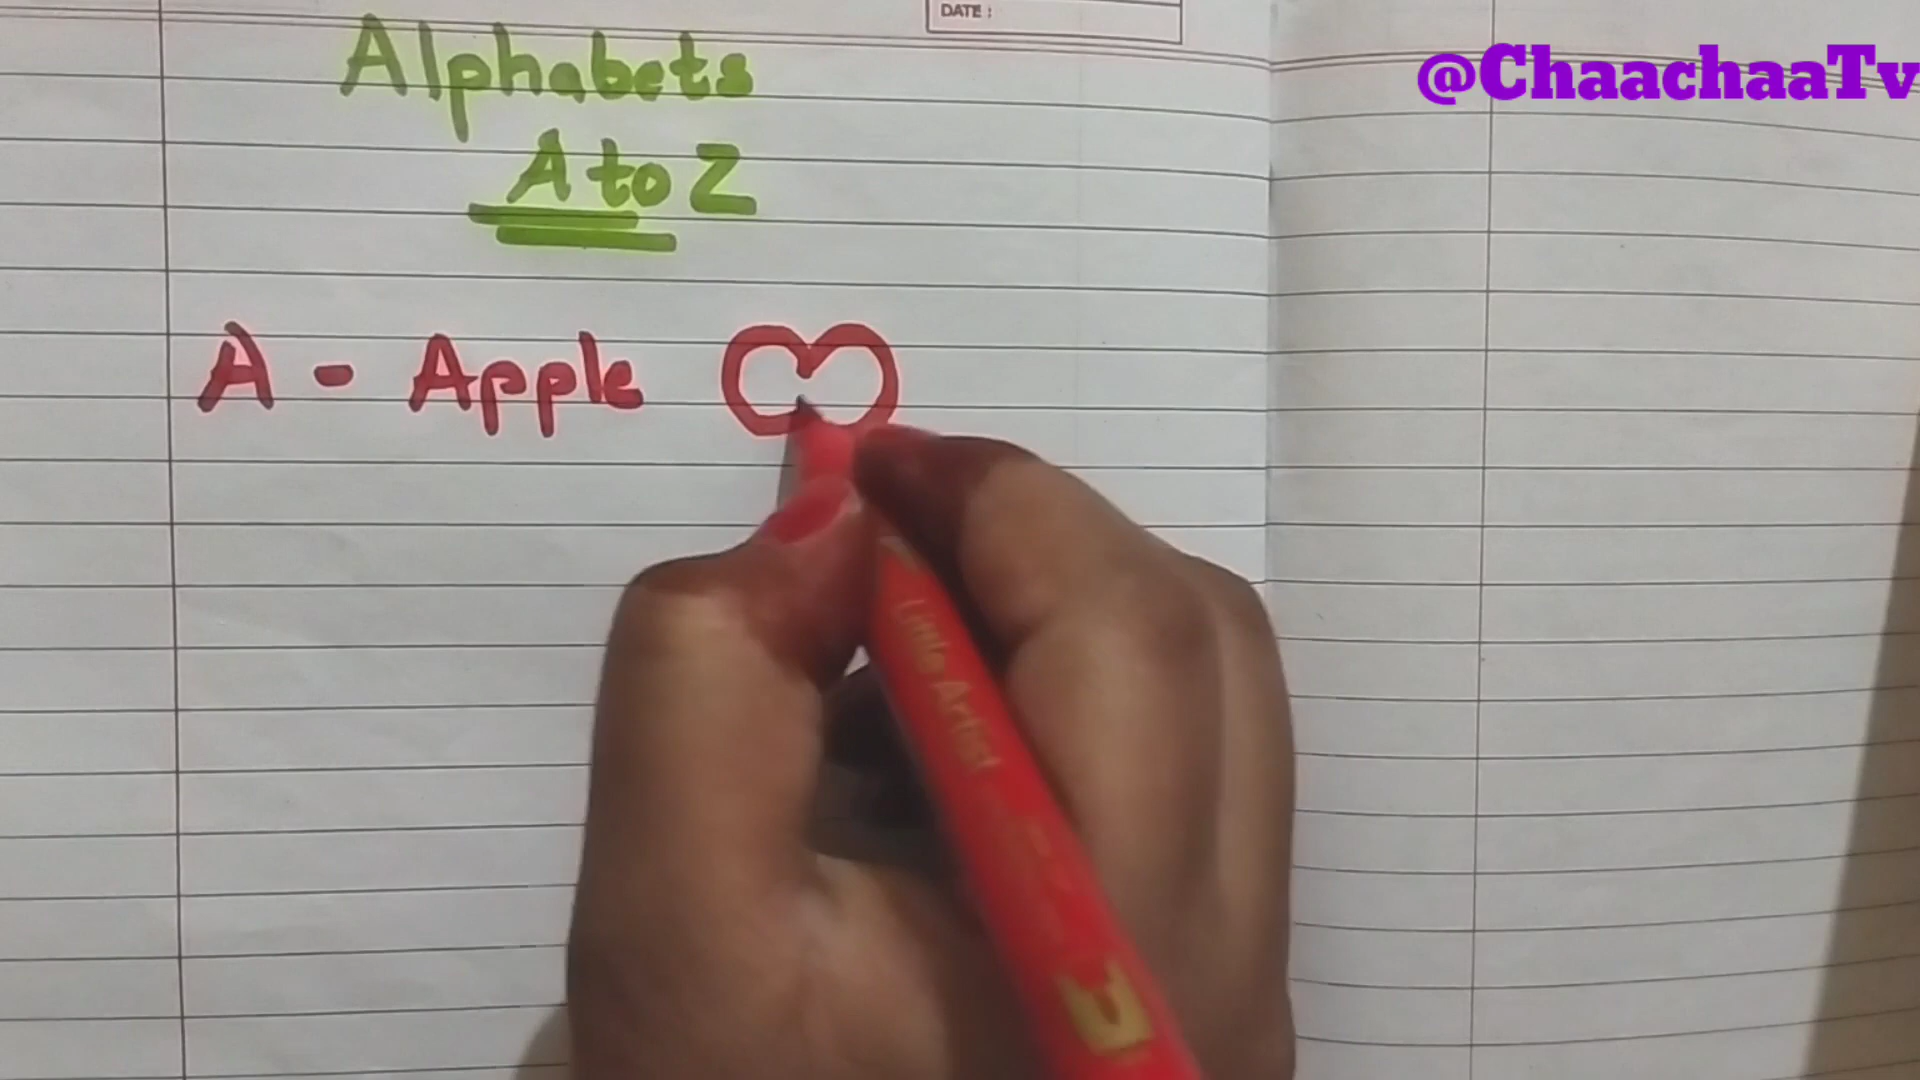 DATE :
@ChaachaaTv
Alphabets
A to Z
A - Apple
Little Artist